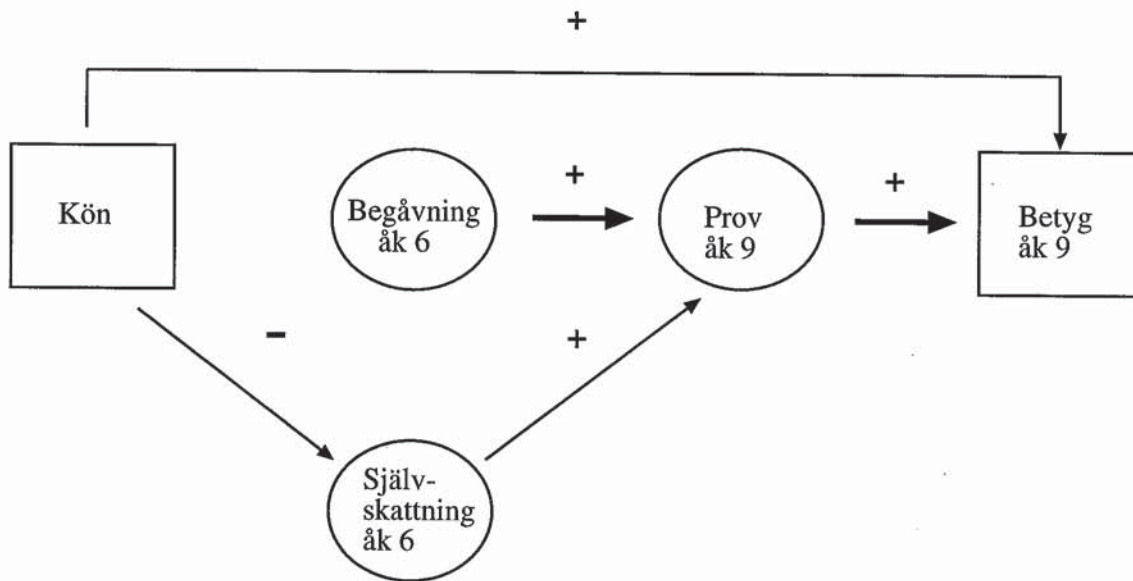 +
Kön
Begåvning
åk 6
+
Prov
åk 9
+
Betyg
åk 9
-
+
Själv-
skattning
åk 6